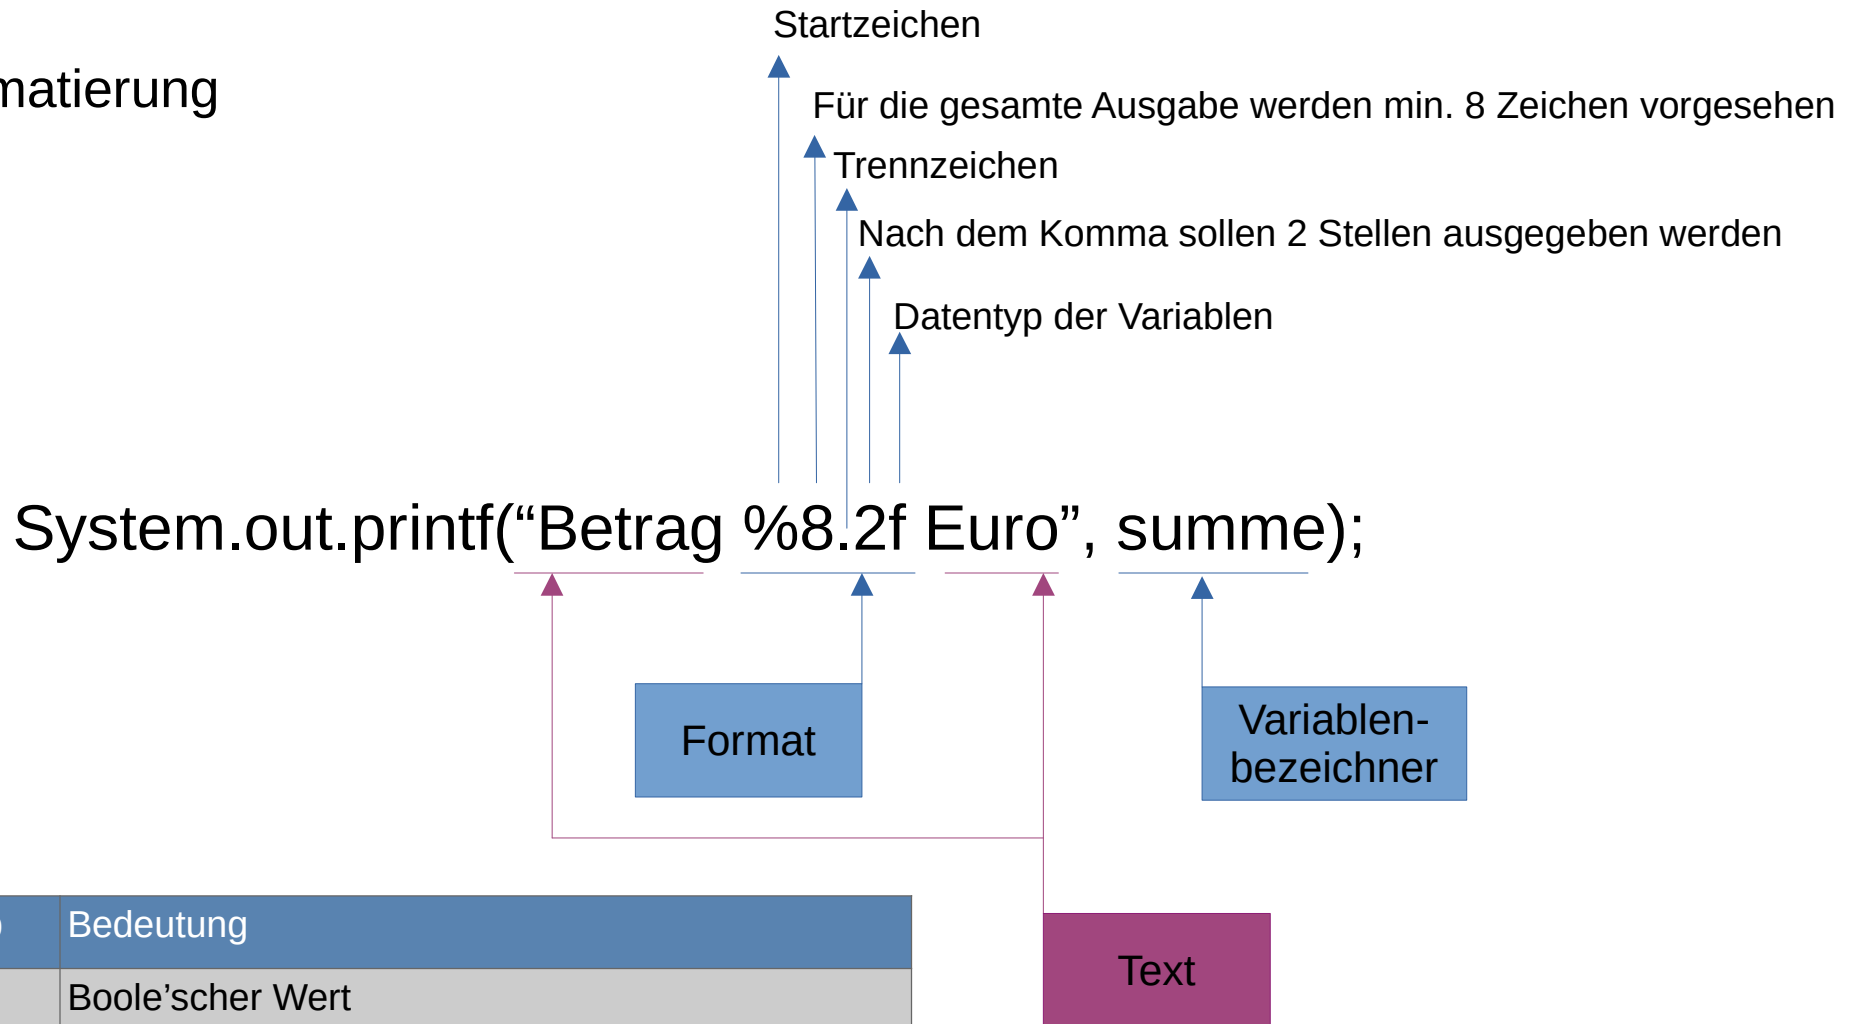 Startzeichen
matierung
Für die gesamte Ausgabe werden min. 8 Zeichen vorgesehen
Trennzeichen
Nach dem Komma sollen 2 Stellen ausgegeben werden
Datentyp der Variablen
System.out.printf(“Betrag %8.2f Euro”, summe);
Format
Variablen-
bezeichner
Bedeutung
Text
Boole’scher Wert